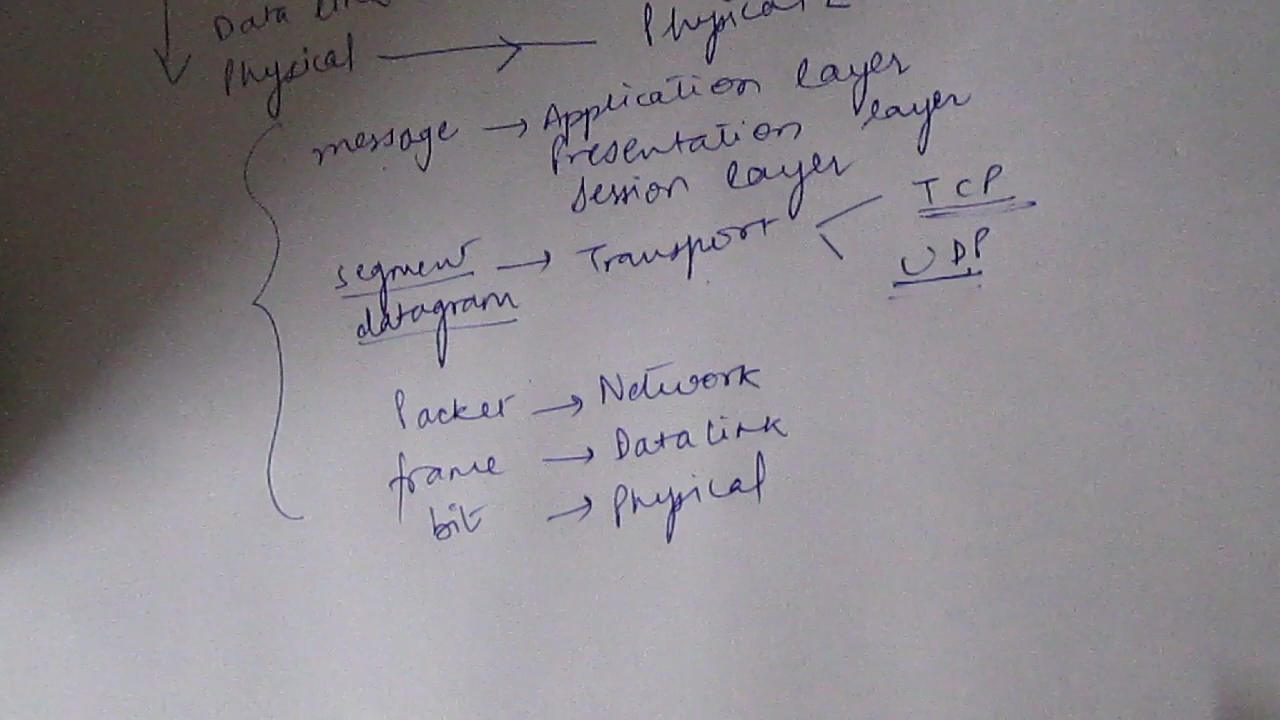 Data Link
Physical → Physical
message → Application layer
Presentation layer
Session layer
segment → Transport TCP
datagram UDP
Packet → Network
frame → Data Link
bit → Physical